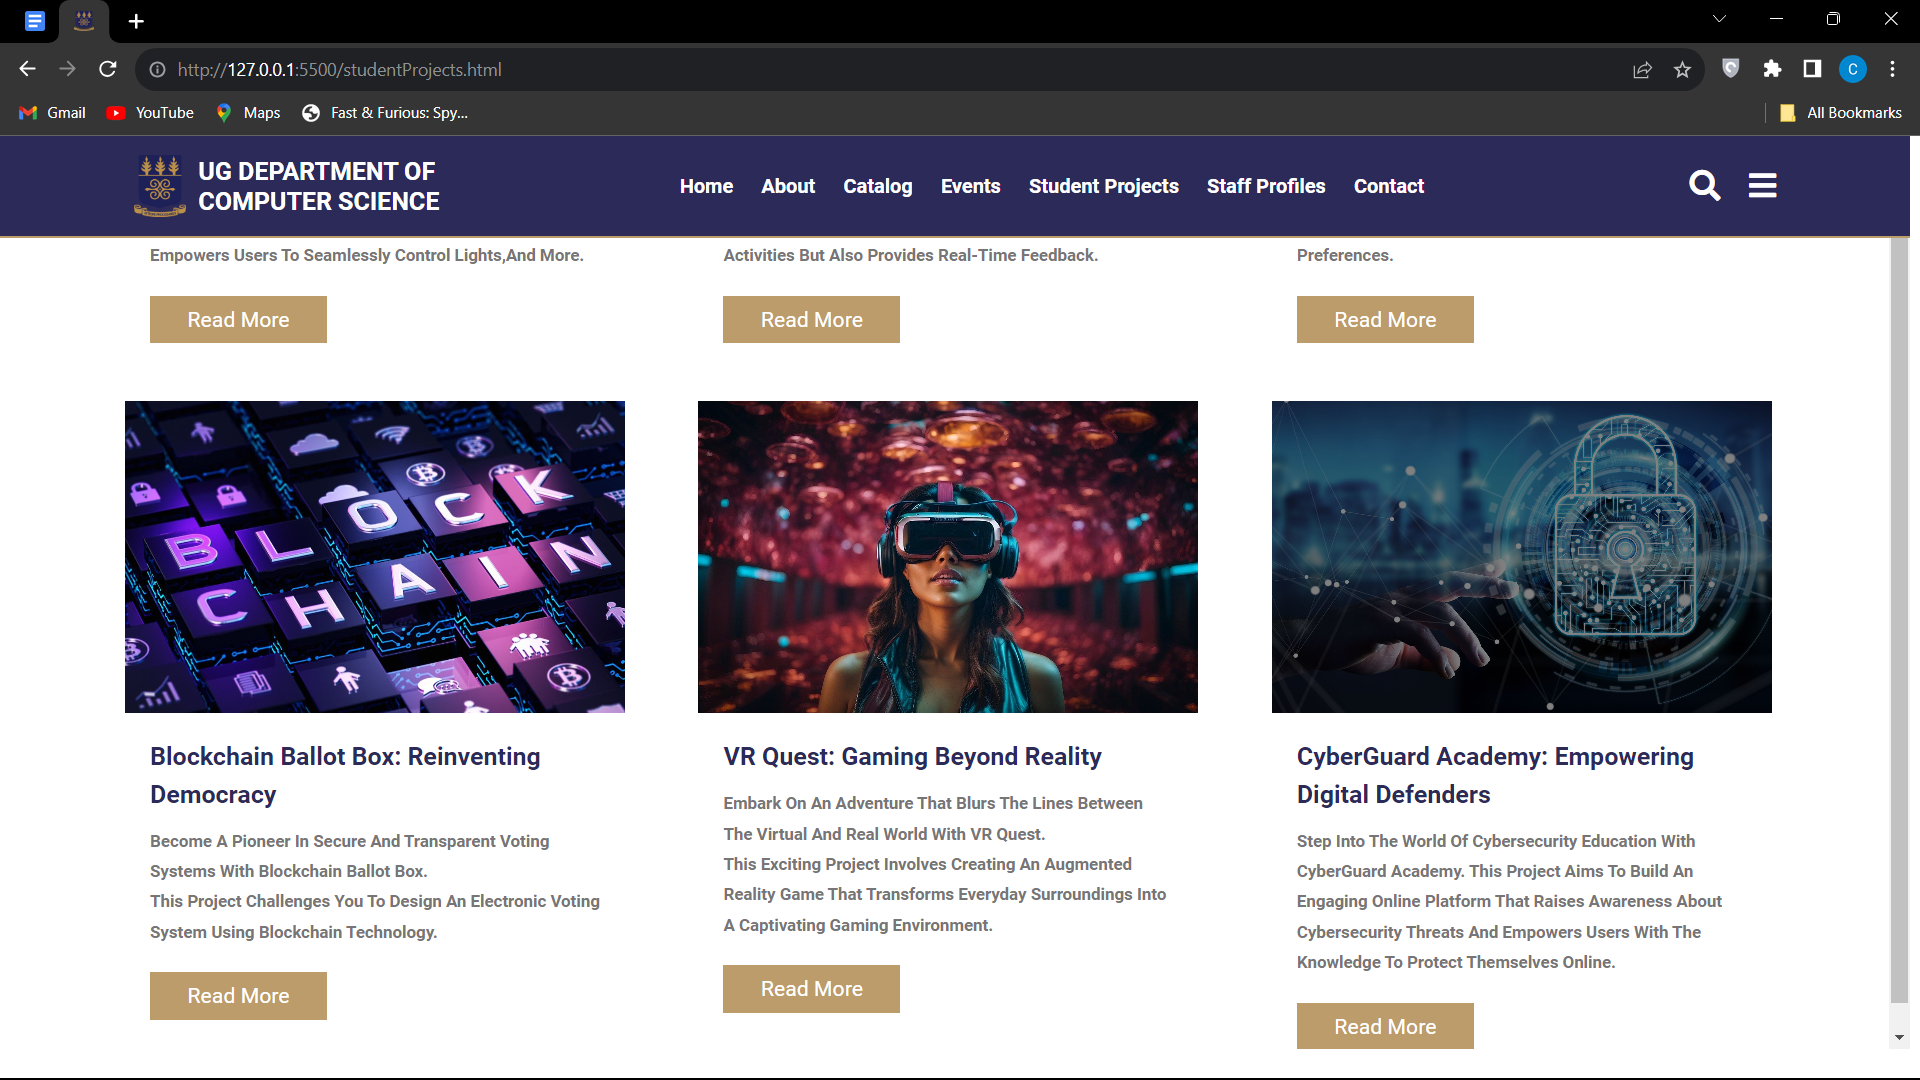 http://127.0.0.1:5500/studentProjects.html
C
Gmail
YouTube
Maps
Fast & Furious: Spy...
All Bookmarks
UG DEPARTMENT OF
COMPUTER SCIENCE
Home
About
Catalog
Events
Student Projects
Staff Profiles
Contact
Empowers Users To Seamlessly Control Lights,And More.
Activities But Also Provides Real-Time Feedback.
Preferences.
Read More
Read More
Read More
BLOCK
CHAIN
Blockchain Ballot Box: Reinventing
Democracy
Become A Pioneer In Secure And Transparent Voting
Systems With Blockchain Ballot Box.
This Project Challenges You To Design An Electronic Voting
System Using Blockchain Technology.
Read More
VR Quest: Gaming Beyond Reality
Embark On An Adventure That Blurs The Lines Between
The Virtual And Real World With VR Quest.
This Exciting Project Involves Creating An Augmented
Reality Game That Transforms Everyday Surroundings Into
A Captivating Gaming Environment.
Read More
CyberGuard Academy: Empowering
Digital Defenders
Step Into The World Of Cybersecurity Education With
CyberGuard Academy. This Project Aims To Build An
Engaging Online Platform That Raises Awareness About
Cybersecurity Threats And Empowers Users With The
Knowledge To Protect Themselves Online.
Read More